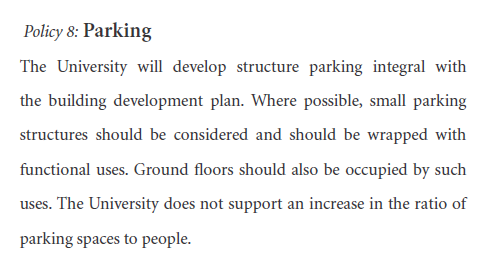 Policy 8: Parking
The University will develop structure parking integral with
the building development plan. Where possible, small parking
structures should be considered and should be wrapped with
functional uses. Ground floors should also be occupied by such
uses. The University does not support an increase in the ratio of
parking spaces to people.